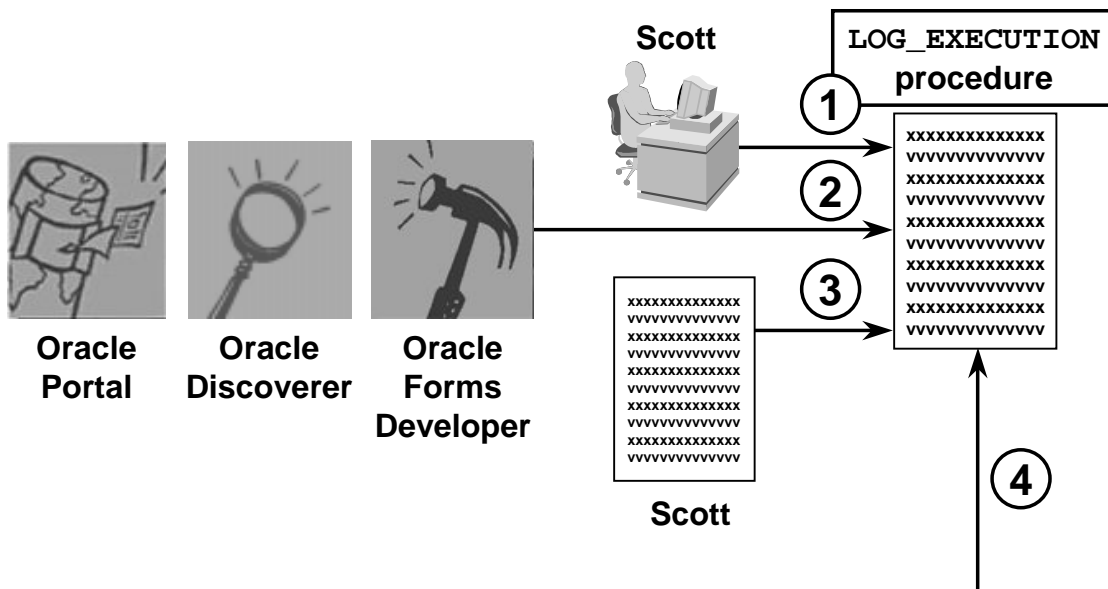 Scott
LOG_EXECUTION
procedure
1
xxxxxxxxxxxxxx
vvvvvvvvvvvvvv
xxxxxxxxxxxxxx
vvvvvvvvvvvvvv
xxxxxxxxxxxxxx
vvvvvvvvvvvvvv
xxxxxxxxxxxxxx
vvvvvvvvvvvvvv
xxxxxxxxxxxxxx
vvvvvvvvvvvvvv
2
3
xxxxxxxxxxxxxx
vvvvvvvvvvvvvv
xxxxxxxxxxxxxx
vvvvvvvvvvvvvv
xxxxxxxxxxxxxx
vvvvvvvvvvvvvv
xxxxxxxxxxxxxx
vvvvvvvvvvvvvv
xxxxxxxxxxxxxx
vvvvvvvvvvvvvv
Scott
Oracle
Portal
Oracle
Discoverer
Oracle
Forms
Developer
4